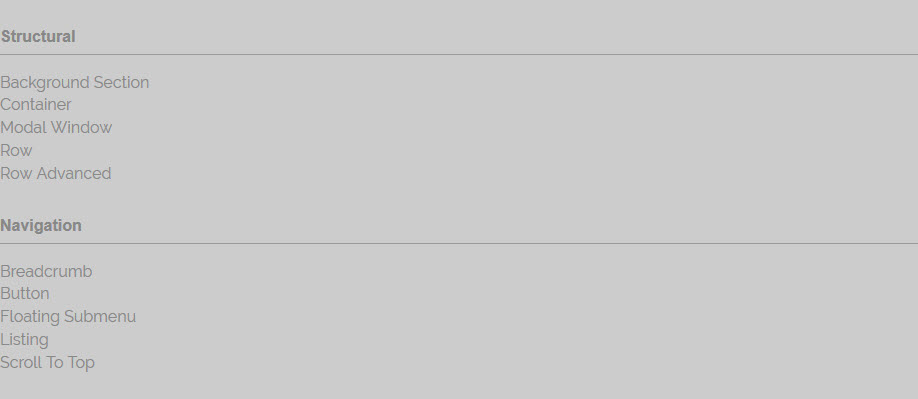 Structural
Background Section
Container
Modal Window
Row
Row Advanced
Navigation
Breadcrumb
Button
Floating Submenu
Listing
Scroll To Top